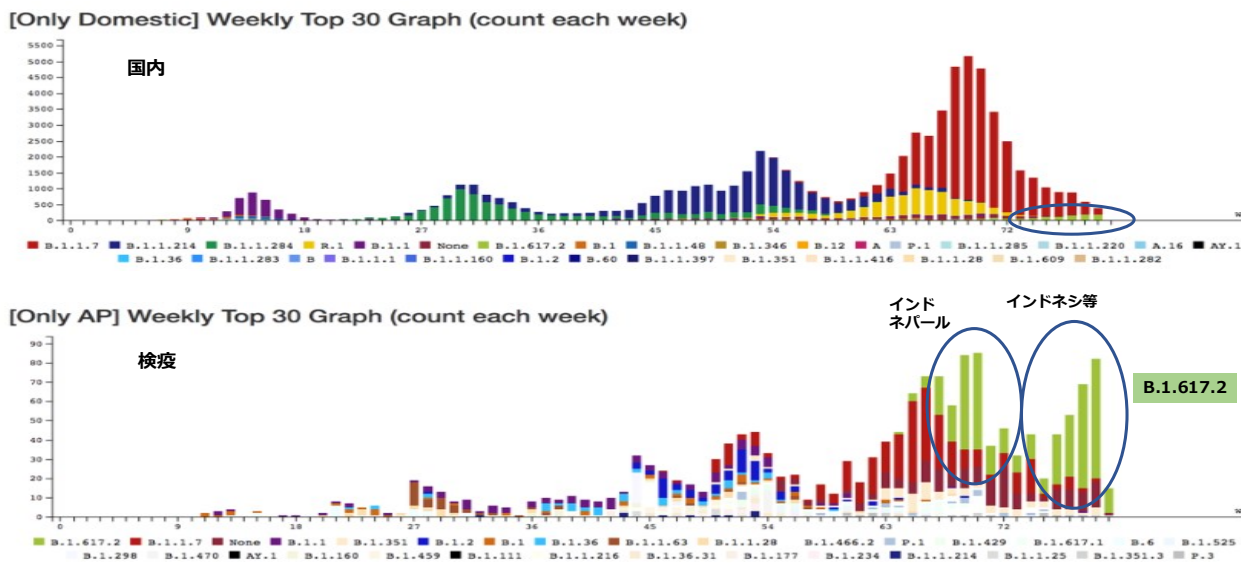 [Only Domestic] Weekly Top 30 Graph (count each week)
国内
5500
5000
4500
4000
3500
3000
2500
2000
1500
1000
500
0
0 9 18 27 36 45 54 63 72 %
B.1.1.7 B.1.1.214 B.1.1.284 R.1 B.1.1 None B.1.617.2 B.1 B.1.1.48 B.1.346 B.12 A P.1 B.1.1.285 B.1.1.220 A.16 AY.1
B.1.36 B.1.1.283 B B.1.1.1 B.1.1.160 B.1.2 B.60 B.1.1.397 B.1.351 B.1.1.416 B.1.1.28 B.1.609 B.1.1.282
インド
ネパール
インドネシ等
[Only AP] Weekly Top 30 Graph (count each week)
検疫
B.1.617.2
90
80
70
60
50
40
30
20
10
0
0 9 18 27 36 45 54 63 72 %
B.1.617.2 B.1.1.7 None B.1.1 B.1.351 B.1.2 B.1 B.1.36 B.1.1.63 B.1.1.28 B.1.466.2 P.1 B.1.429 B.1.617.1 B.6 B.1.525
B.1.298 B.1.470 AY.1 B.1.160 B.1.459 B.1.111 B.1.1.216 B.1.36.31 B.1.177 B.1.234 B.1.1.214 B.1.1.25 B.1.351.3 P.3